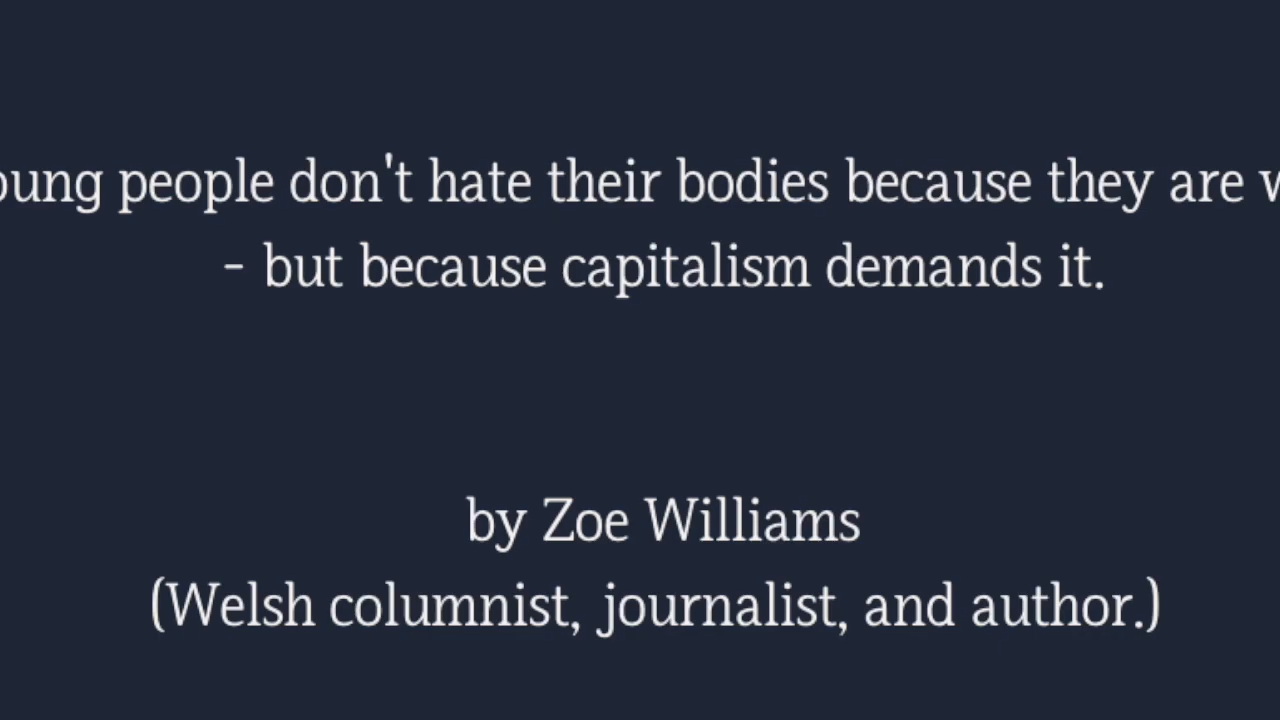 oung people don't hate their bodies because they are
- but because capitalism demands it.
by Zoe Williams
(Welsh columnist, journalist, and author.)